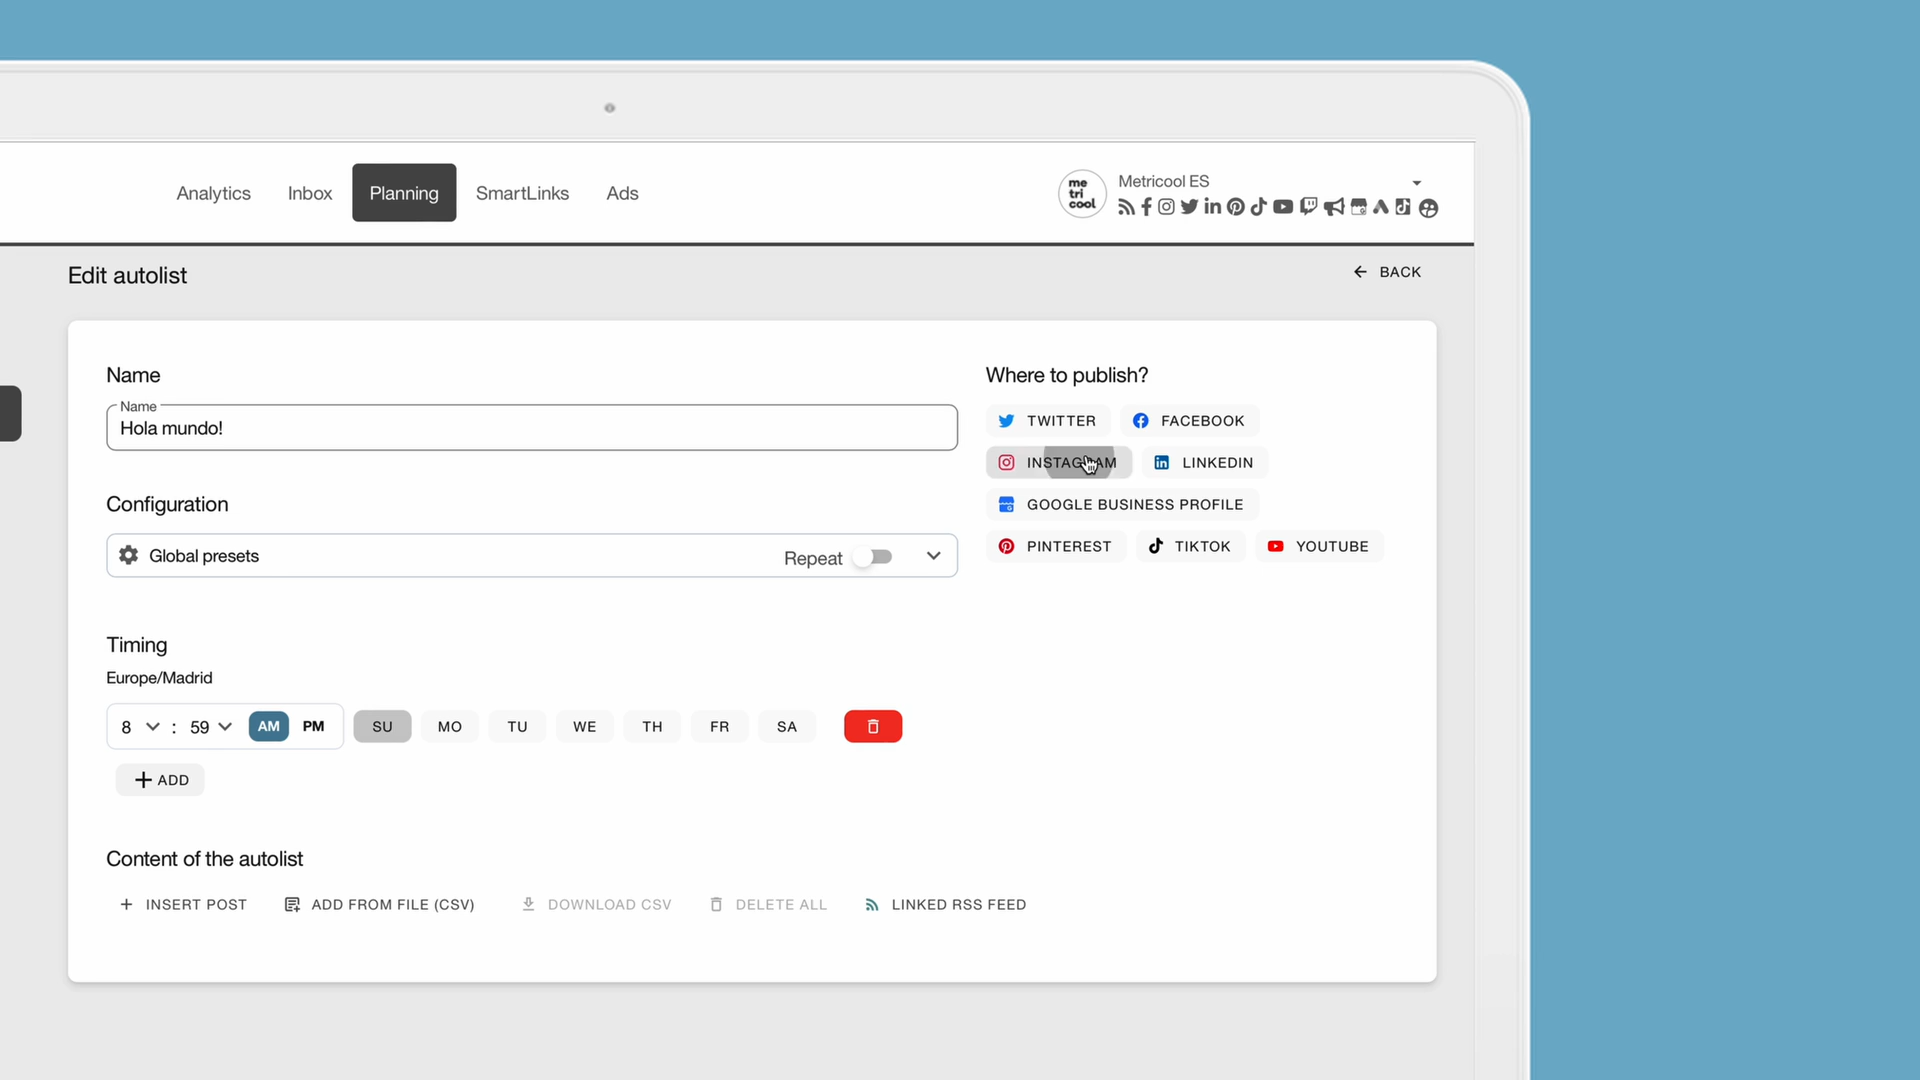 Analytics Inbox Planning SmartLinks Ads
me
tri
cool
Metricool ES
Edit autolist
BACK
Name
Name
Hola mundo!
Configuration
Global presets
Repeat
Where to publish?
TWITTER FACEBOOK
INSTAGRAM LINKEDIN
GOOGLE BUSINESS PROFILE
PINTEREST TIKTOK YOUTUBE
Timing
Europe/Madrid
8 : 59 AM PM SU MO TU WE TH FR SA
+ ADD
Content of the autolist
+ INSERT POST ADD FROM FILE (CSV) DOWNLOAD CSV DELETE ALL LINKED RSS FEED